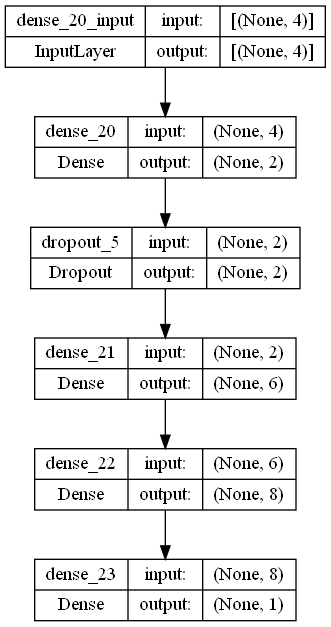 dense_20_input input: [(None, 4)]
InputLayer output: [(None, 4)]
dense_20 input: (None, 4)
Dense output: (None, 2)
dropout_5 input: (None, 2)
Dropout output: (None, 2)
dense_21 input: (None, 2)
Dense output: (None, 6)
dense_22 input: (None, 6)
Dense output: (None, 8)
dense_23 input: (None, 8)
Dense output: (None, 1)